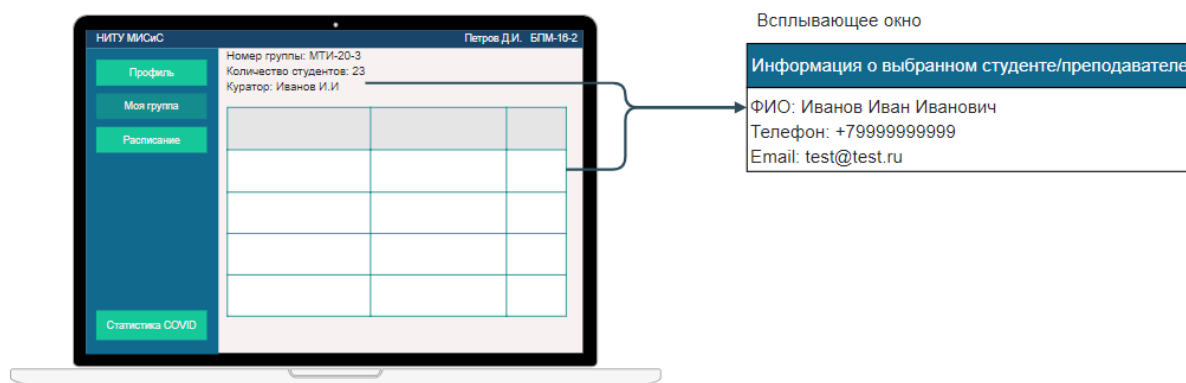 Всплывающее окно
НИТУ МИСиС Петров Д.И. БПМ-16-2
Профиль
Моя группа
Расписание
Статистика COVID
Номер группы: МТИ-20-3
Количество студентов: 23
Куратор: Иванов И.И
Информация о выбранном студенте/преподавателе
ФИО: Иванов Иван Иванович
Телефон: +79999999999
Email: test@test.ru